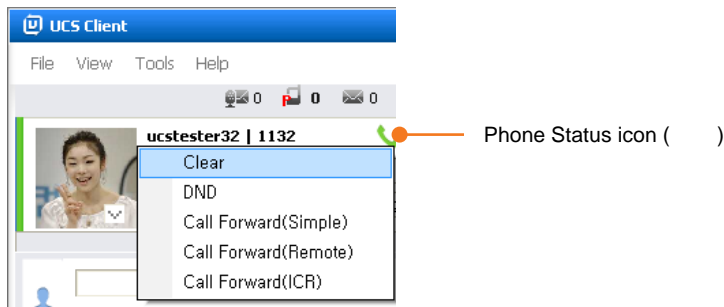 UCS Client
File View Tools Help
0 0 0
ucstester32 | 1132
Phone Status icon ( )
Clear
DND
Call Forward(Simple)
Call Forward(Remote)
Call Forward(ICR)